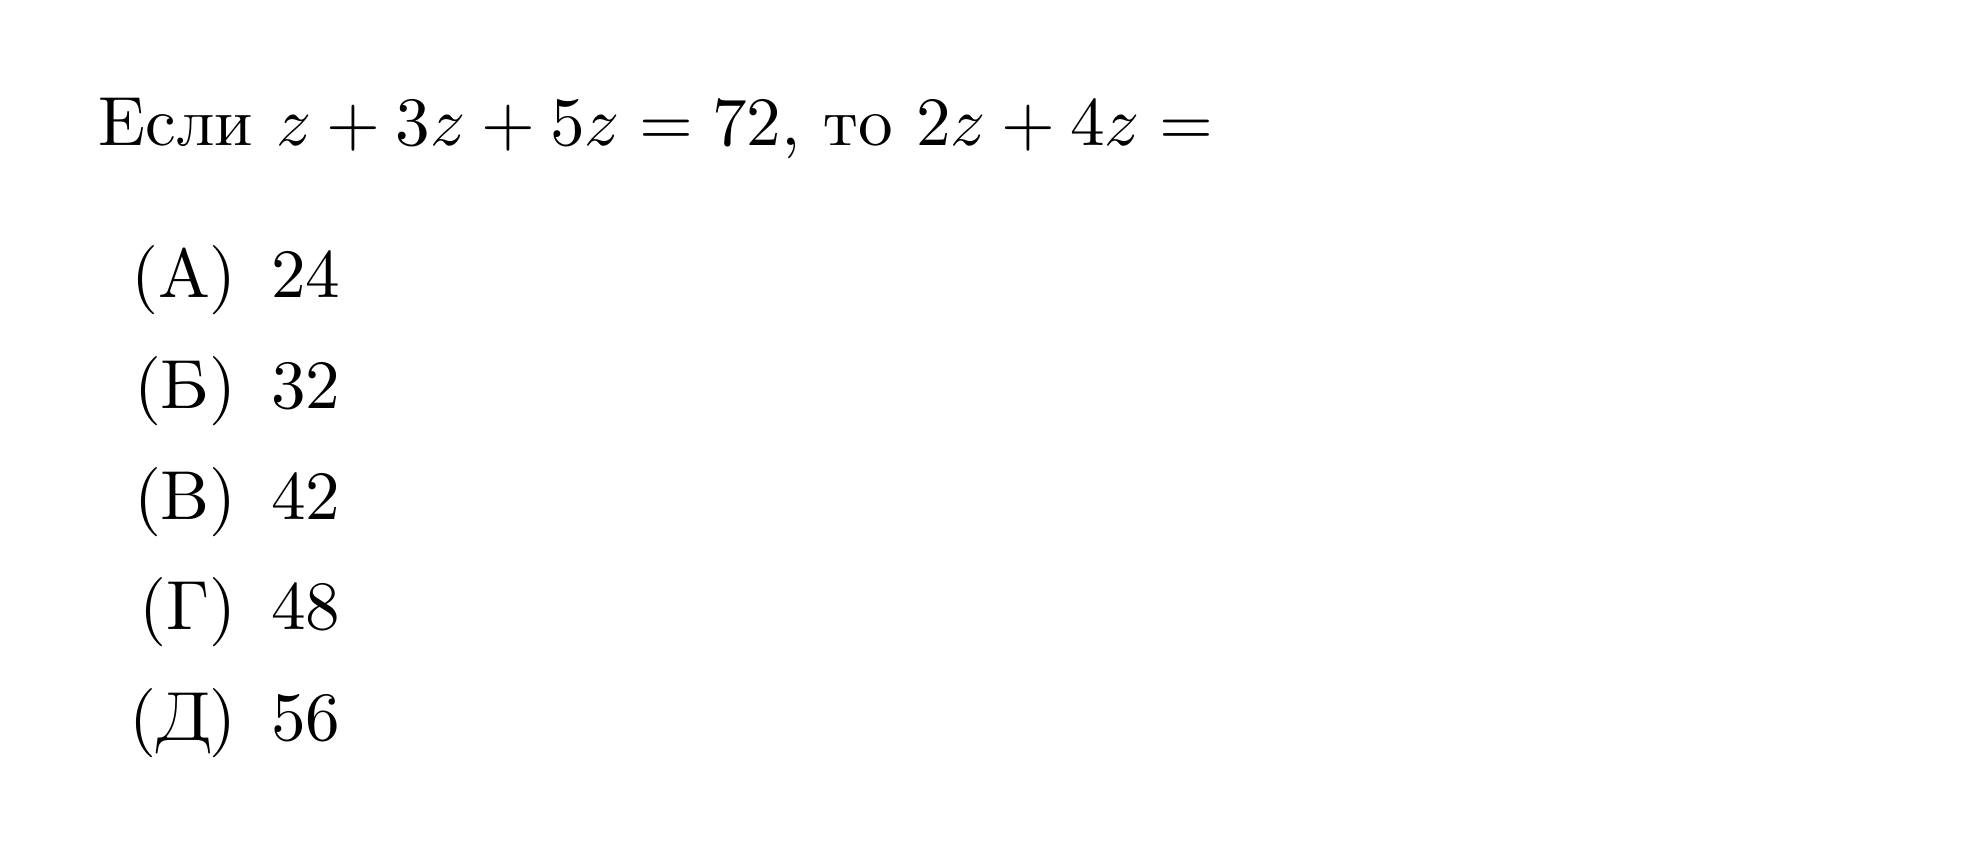 Если z + 3z + 5z = 72, то 2z + 4z =
(А) 24
(Б) 32
(В) 42
(Г) 48
(Д) 56